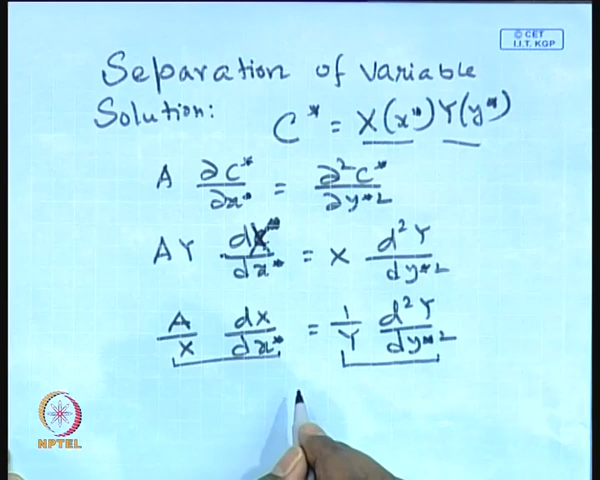 © CET
I.I.T. KGP
Separation of variable
Solution: C* = X(x*) Y(y*)
A ∂C*/∂x* = ∂²C*/∂y*²
AY dX/dx* = X d²Y/dy*²
A/X dX/dx* = 1/Y d²Y/dy*²
NPTEL